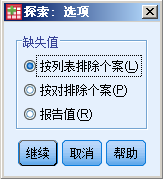 探索: 选项
缺失值
按列表排除个案(L)
按对排除个案(P)
报告值(R)
继续 取消 帮助